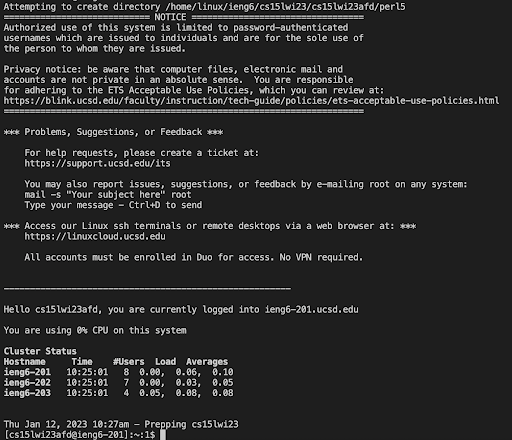 Attempting to create directory /home/linux/ieng6/cs15lwi23/cs15lwi23afd/perl5
============================ NOTICE =================================
Authorized use of this system is limited to password-authenticated
usernames which are issued to individuals and are for the sole use of
the person to whom they are issued.

Privacy notice: be aware that computer files, electronic mail and
accounts are not private in an absolute sense.  You are responsible
for adhering to the ETS Acceptable Use Policies, which you can review at:
https://blink.ucsd.edu/faculty/instruction/tech-guide/policies/ets-acceptable-use-policies.html
=====================================================================

*** Problems, Suggestions, or Feedback ***

    For help requests, please create a ticket at:
    https://support.ucsd.edu/its

    You may also report issues, suggestions, or feedback by e-mailing root on any system:
    mail -s "Your subject here" root
    Type your message – Ctrl+D to send

*** Access our Linux ssh terminals or remote desktops via a web browser at: ***
    https://linuxcloud.ucsd.edu

    All accounts must be enrolled in Duo for access. No VPN required.

-------------------------------------------------------------

Hello cs15lwi23afd, you are currently logged into ieng6-201.ucsd.edu

You are using 0% CPU on this system

Cluster Status
Hostname     Time    #Users  Load  Averages
ieng6-201   10:25:01   8  0.00,  0.06,  0.10
ieng6-202   10:25:01   7  0.00,  0.03,  0.05
ieng6-203   10:25:01   4  0.05,  0.08,  0.08

Thu Jan 12, 2023 10:27am - Prepping cs15lwi23
[cs15lwi23afd@ieng6-201]:~:1$